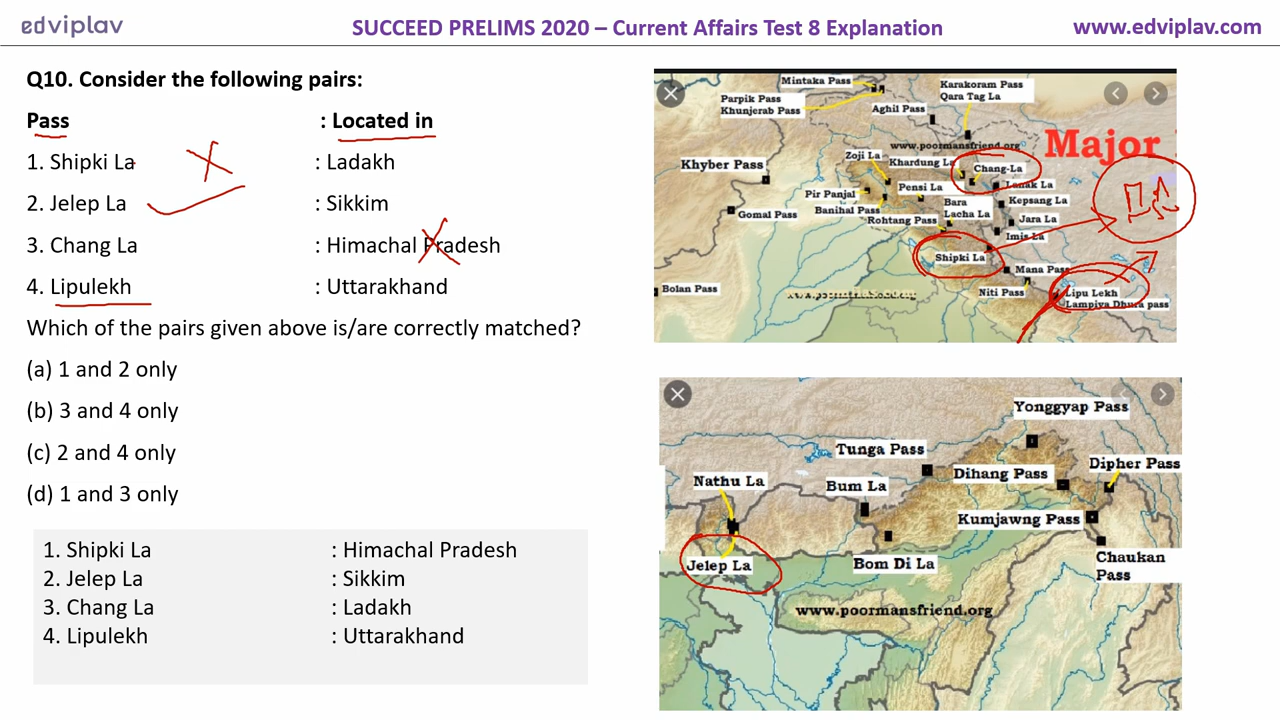 edviplav
SUCCEED PRELIMS 2020 – Current Affairs Test 8 Explanation
www.edviplav.com
Q10. Consider the following pairs:
Pass : Located in
1. Shipki La : Ladakh
2. Jelep La : Sikkim
3. Chang La : Himachal Pradesh
4. Lipulekh : Uttarakhand
Which of the pairs given above is/are correctly matched?
(a) 1 and 2 only
(b) 3 and 4 only
(c) 2 and 4 only
(d) 1 and 3 only
1. Shipki La : Himachal Pradesh
2. Jelep La : Sikkim
3. Chang La : Ladakh
4. Lipulekh : Uttarakhand
Mintaka Pass
Parpik Pass
Khunjerab Pass
Aghil Pass
Karakoram Pass
Qara Tag La
www.poormansfriend.org
Major
Zoji La
Khardung La
Chang-La
Khyber Pass
Lanak La
Pir Panjal
Pensi La
Kepsang La
Gomal Pass
Banihal Pass
Bara
Lacha La
Jara La
Rohtang Pass
Imis La
Shipki La
Mana Pass
Bolan Pass
www.poormansfriend.org
Niti Pass
Lipu Lekh
Lampiya Dhura pass
Yonggyap Pass
Tunga Pass
Dihang Pass
Dipher Pass
Nathu La
Bum La
Kumjawng Pass
Jelep La
Bom Di La
Chaukan
Pass
www.poormansfriend.org